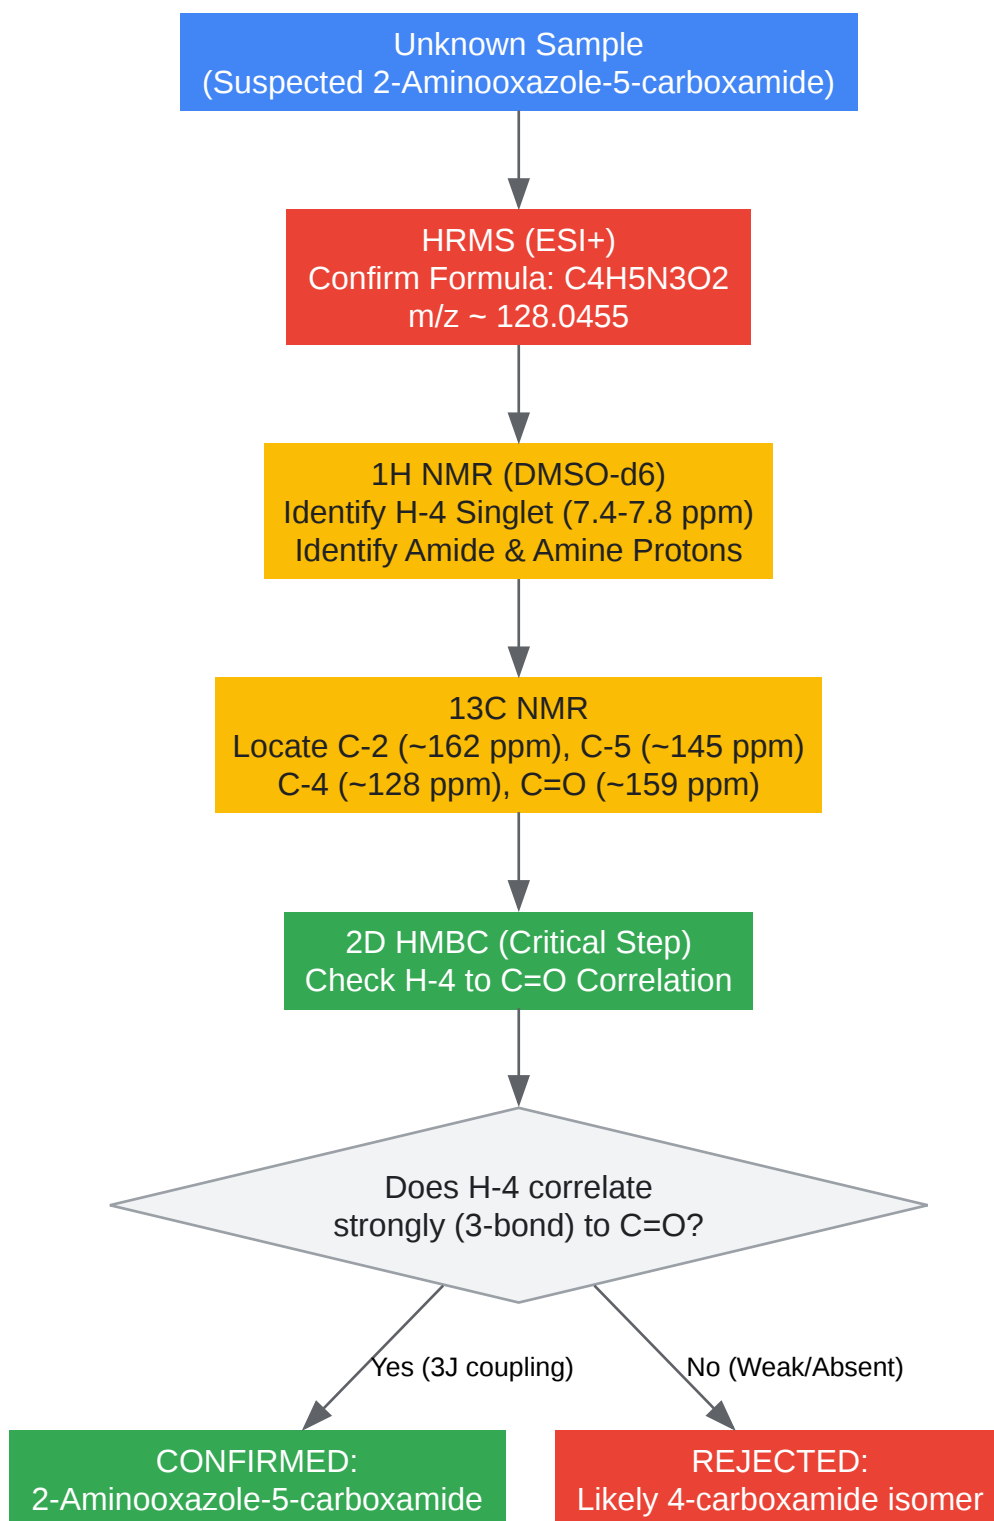 Unknown Sample
(Suspected 2-Aminooxazole-5-carboxamide)
HRMS (ESI+)
Confirm Formula: C4H5N3O2
m/z ~ 128.0455
1H NMR (DMSO-d6)
Identify H-4 Singlet (7.4-7.8 ppm)
Identify Amide & Amine Protons
13C NMR
Locate C-2 (~162 ppm), C-5 (~145 ppm)
C-4 (~128 ppm), C=O (~159 ppm)
2D HMBC (Critical Step)
Check H-4 to C=O Correlation
Does H-4 correlate
strongly (3-bond) to C=O?
Yes (3J coupling)
No (Weak/Absent)
CONFIRMED:
2-Aminooxazole-5-carboxamide
REJECTED:
Likely 4-carboxamide isomer